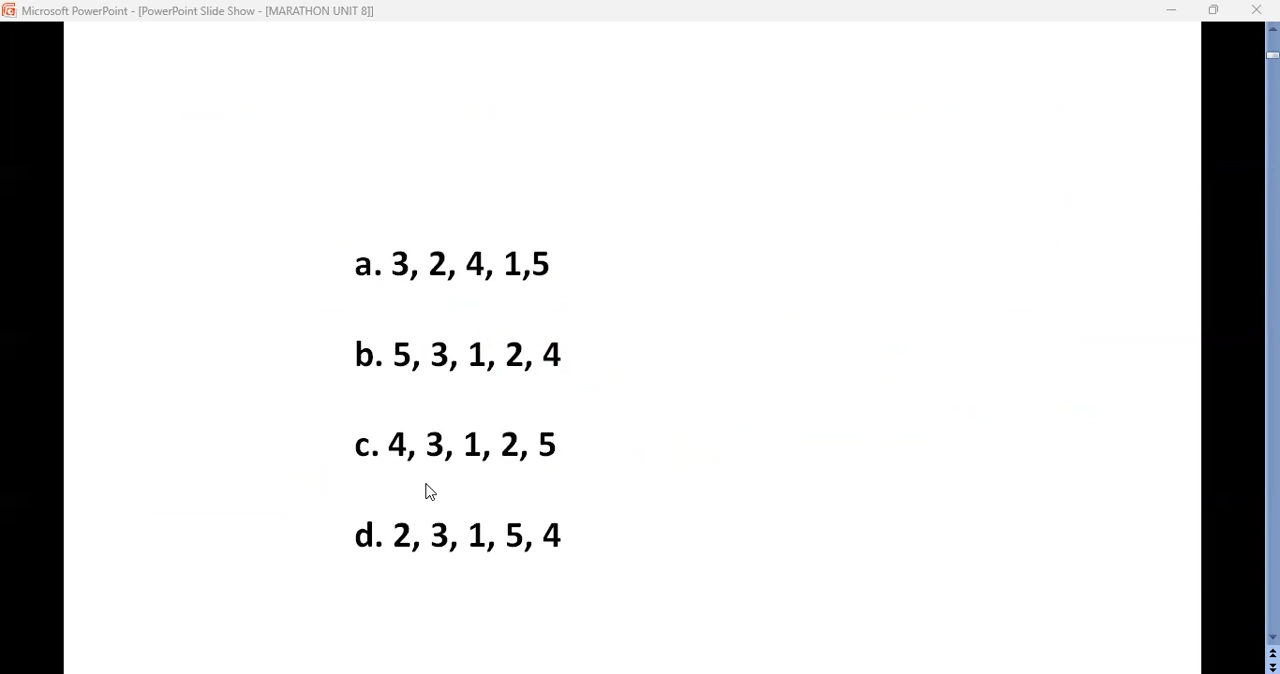 Microsoft PowerPoint - [PowerPoint Slide Show - [MARATHON UNIT 8]]
a. 3, 2, 4, 1,5
b. 5, 3, 1, 2, 4
c. 4, 3, 1, 2, 5
d. 2, 3, 1, 5, 4